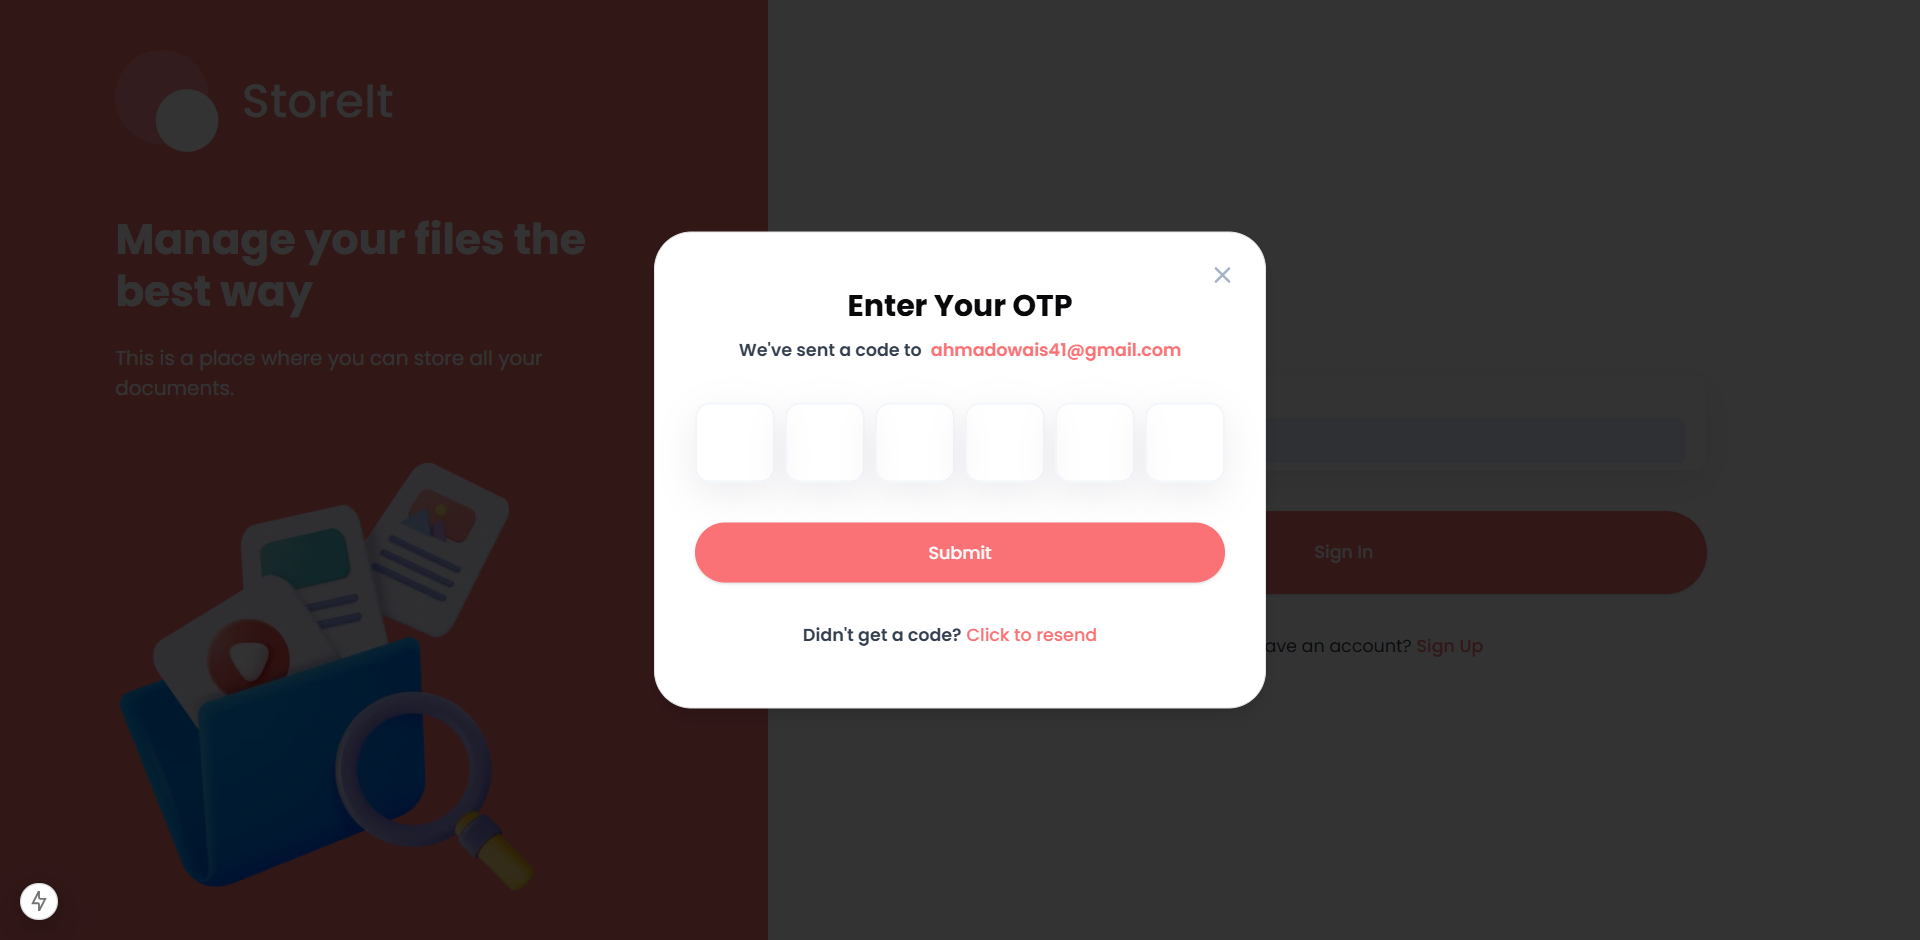 StoreIt
Manage your files the
best way
This is a place where you can store all your
documents.
Enter Your OTP
We've sent a code to ahmadowais41@gmail.com
Submit
Didn't get a code? Click to resend
Sign In
an account? Sign Up